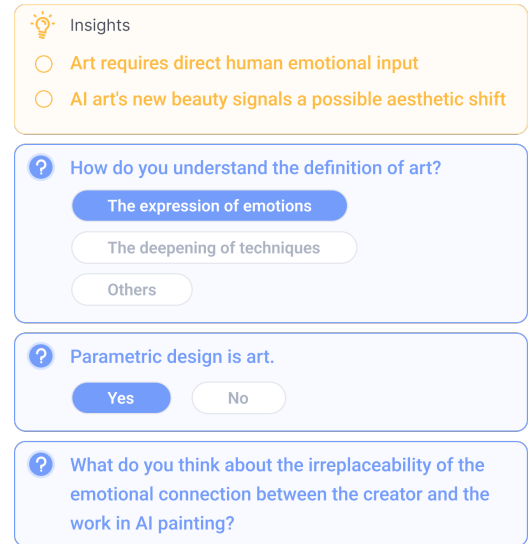 Insights
Art requires direct human emotional input
AI art's new beauty signals a possible aesthetic shift
? How do you understand the definition of art?
The expression of emotions
The deepening of techniques
Others
? Parametric design is art.
Yes No
? What do you think about the irreplaceability of the
emotional connection between the creator and the
work in AI painting?